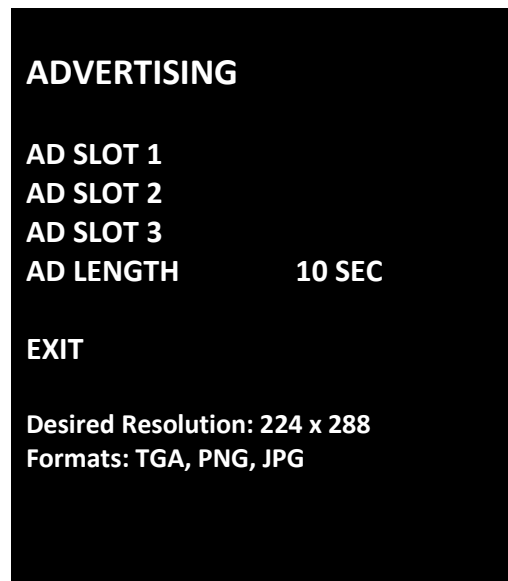 ADVERTISING
AD SLOT 1
AD SLOT 2
AD SLOT 3
AD LENGTH 10 SEC
EXIT
Desired Resolution: 224 x 288
Formats: TGA, PNG, JPG